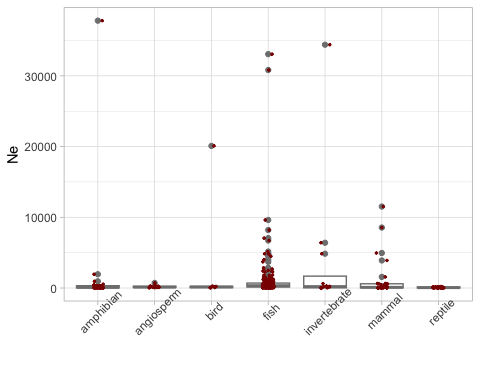 30000
20000
10000
0
Ne
amphibian
angiosperm
bird
fish
invertebrate
mammal
reptile